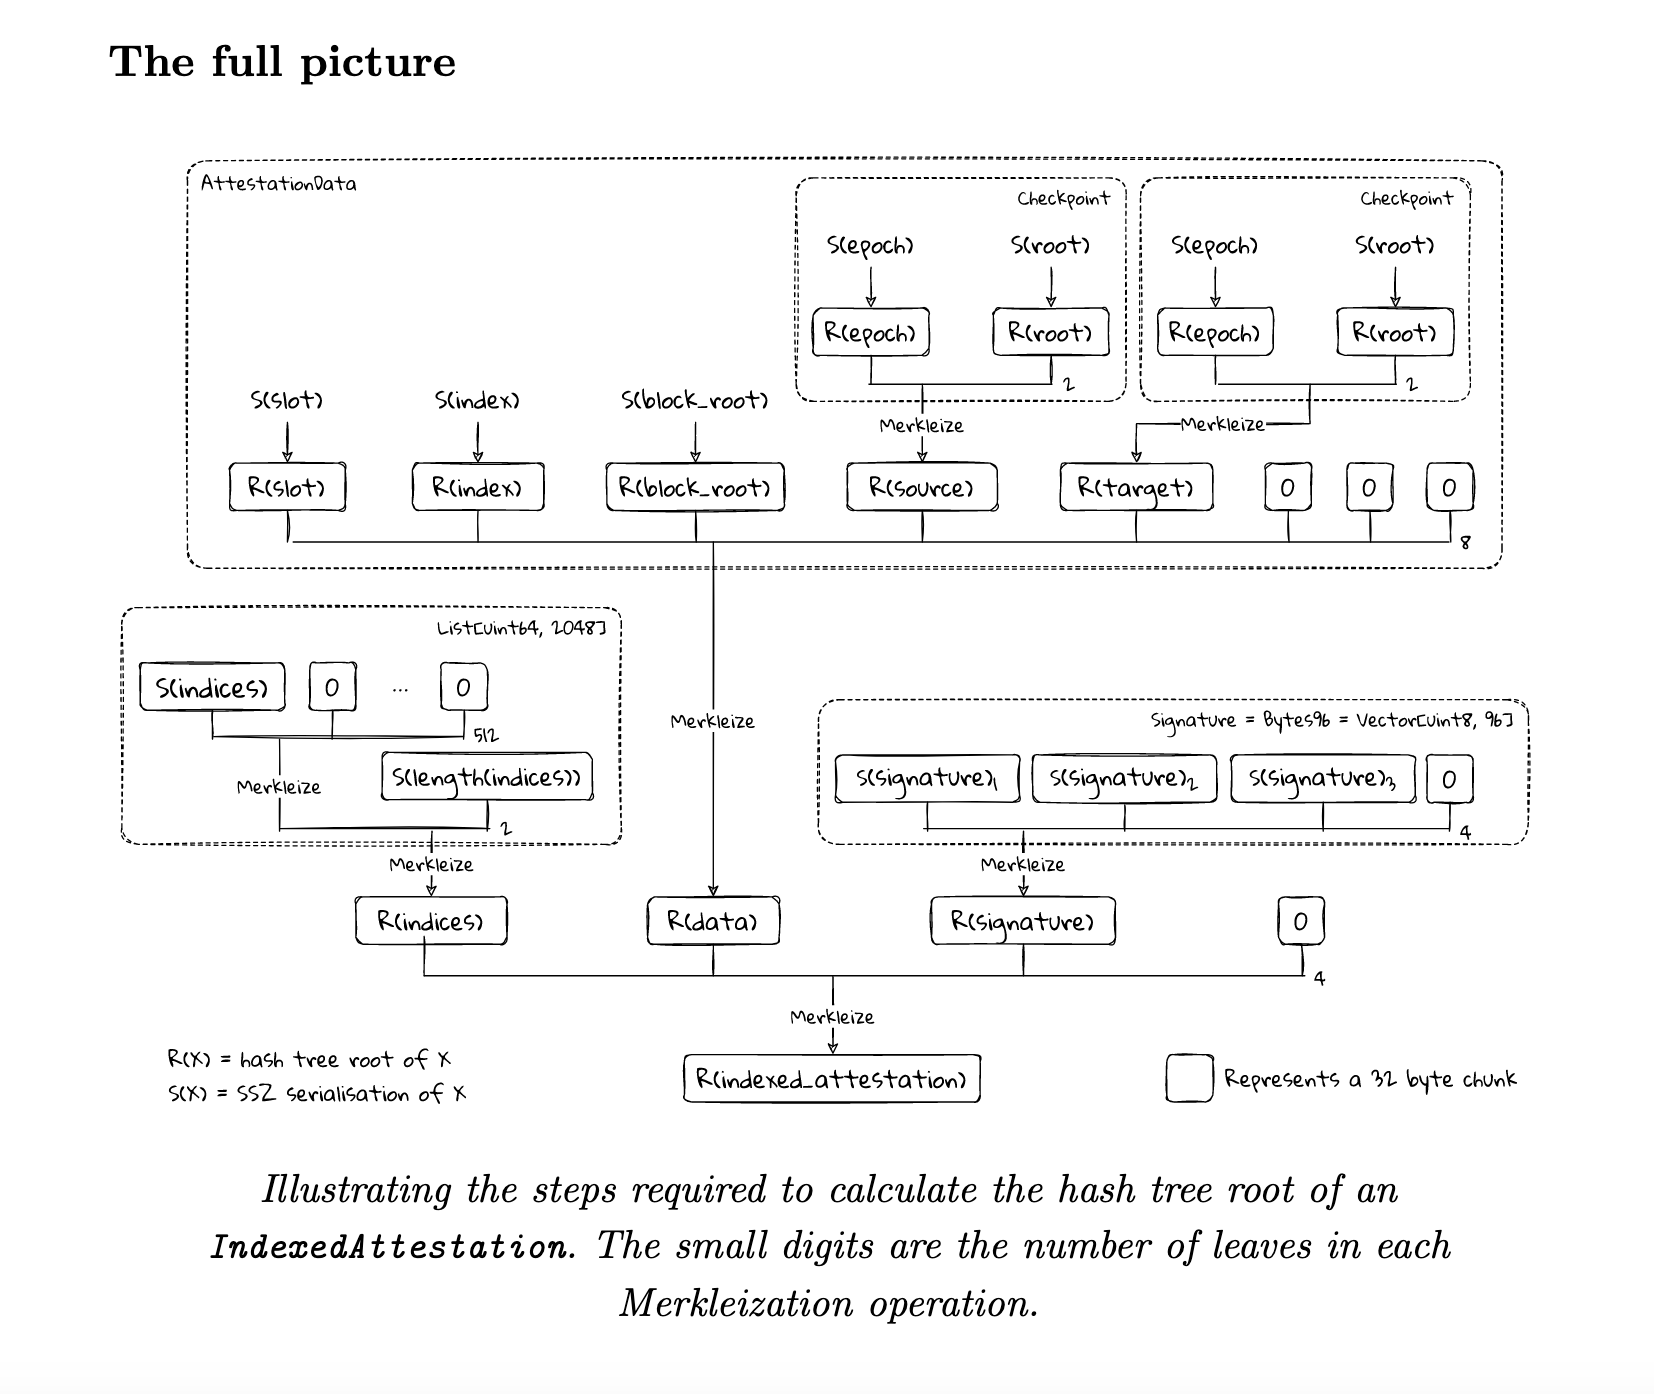 The full picture
AttestationData
Checkpoint
Checkpoint
S(epoch)
S(root)
S(epoch)
S(root)
R(epoch)
R(root)
R(epoch)
R(root)
2
2
S(slot)
S(index)
S(block_root)
Merkleize
Merkleize
R(slot)
R(index)
R(block_root)
R(source)
R(target)
0
0
0
8
List[uint64, 2048]
S(indices)
0
...
0
512
Merkleize
S(length(indices))
2
Merkleize
Merkleize
Signature = Bytes96 = Vector[uint8, 96]
S(signature)₁
S(signature)₂
S(signature)₃
0
4
Merkleize
R(indices)
R(data)
R(signature)
0
4
Merkleize
R(indexed_attestation)
R(X) = hash tree root of X
S(X) = SSZ serialisation of X
Represents a 32 byte chunk
Illustrating the steps required to calculate the hash tree root of an
IndexedAttestation. The small digits are the number of leaves in each
Merkleization operation.